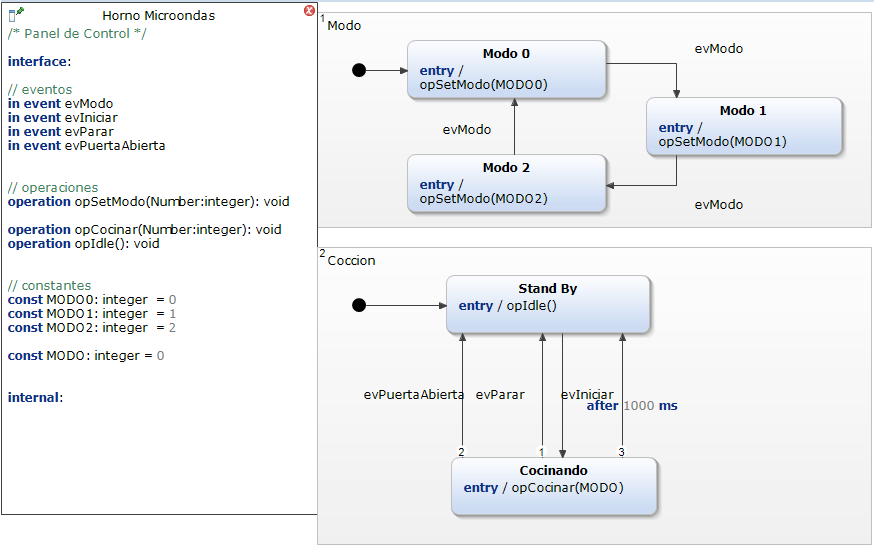 Horno Microondas
/* Panel de Control */
interface:
// eventos
in event evModo
in event evIniciar
in event evParar
in event evPuertaAbierta
// operaciones
operation opSetModo(Number:integer): void
operation opCocinar(Number:integer): void
operation opIdle(): void
// constantes
const MODO0: integer = 0
const MODO1: integer = 1
const MODO2: integer = 2
const MODO: integer = 0
internal:
1
Modo
Modo 0
entry /
opSetModo(MODO0)
evModo
Modo 1
entry /
opSetModo(MODO1)
evModo
Modo 2
entry /
opSetModo(MODO2)
evModo
2
Coccion
Stand By
entry / opIdle()
evPuertaAbierta
evParar
evIniciar
after 1000 ms
2
1
3
Cocinando
entry / opCocinar(MODO)